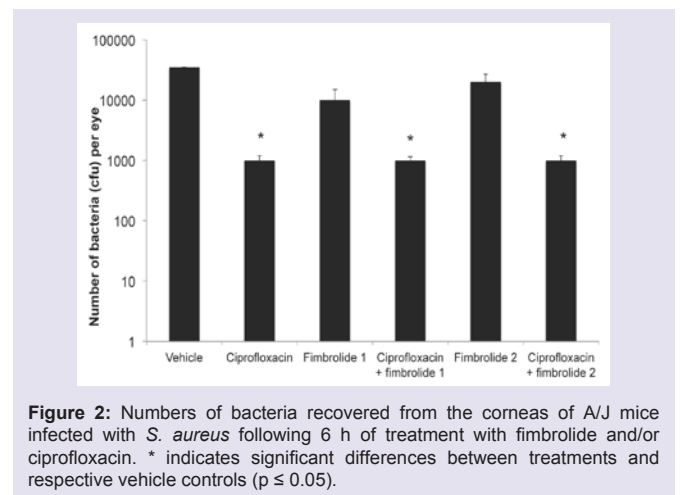 100000
10000
1000
100
10
1
Number of bacteria (cfu) per eye
*
*
*
Vehicle
Ciprofloxacin
Fimbrolide 1
Ciprofloxacin
+ fimbrolide 1
Fimbrolide 2
Ciprofloxacin
+ fimbrolide 2
Figure 2: Numbers of bacteria recovered from the corneas of A/J mice
infected with S. aureus following 6 h of treatment with fimbrolide and/or
ciprofloxacin. * indicates significant differences between treatments and
respective vehicle controls (p ≤ 0.05).